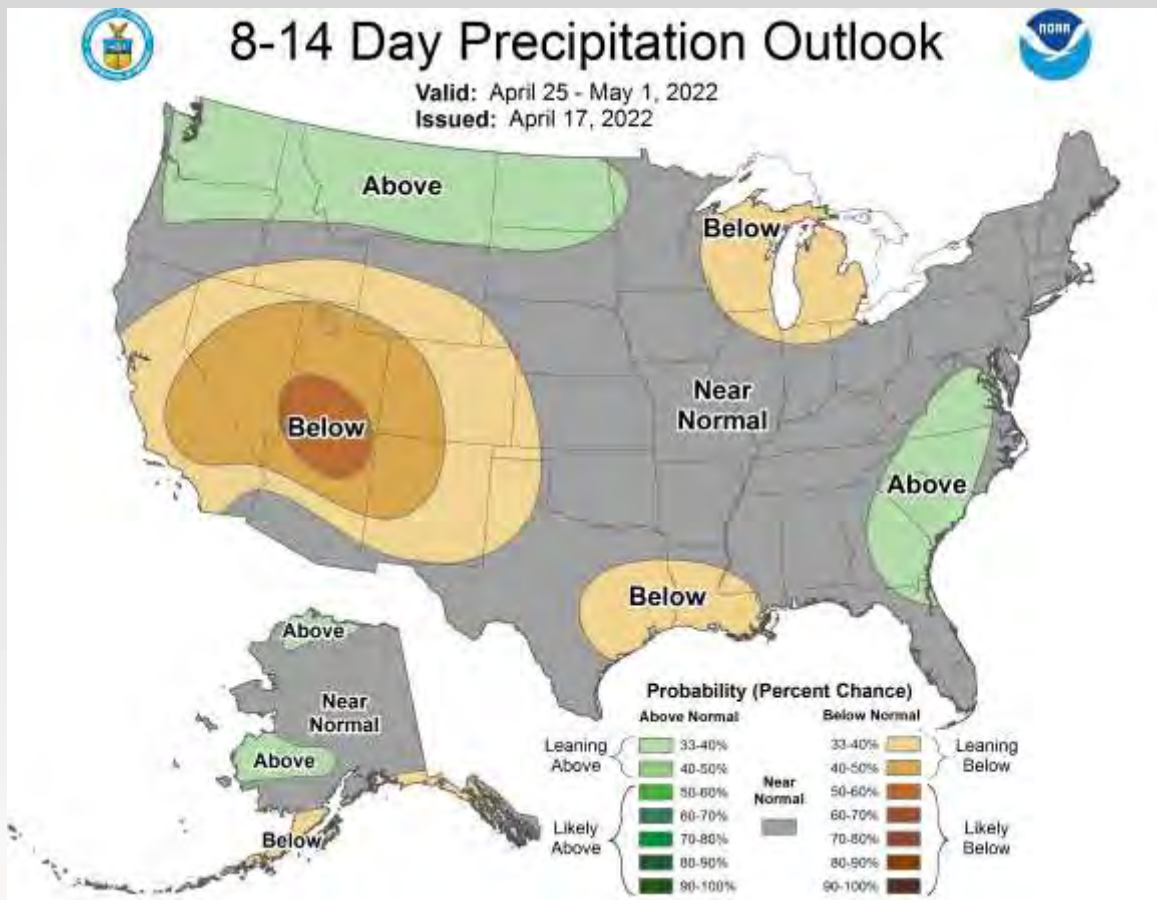 8-14 Day Precipitation Outlook
NOAA
Valid: April 25 - May 1, 2022
Issued: April 17, 2022
Above
Below
Near
Normal
Below
Above
Below
Above
Near
Normal
Above
Below
Probability (Percent Chance)
Above Normal
Below Normal
Leaning
Above
33-40%
40-50%
Likely
Above
50-60%
60-70%
70-80%
80-90%
90-100%
Near
Normal
33-40%
40-50%
Leaning
Below
50-60%
60-70%
70-80%
80-90%
90-100%
Likely
Below